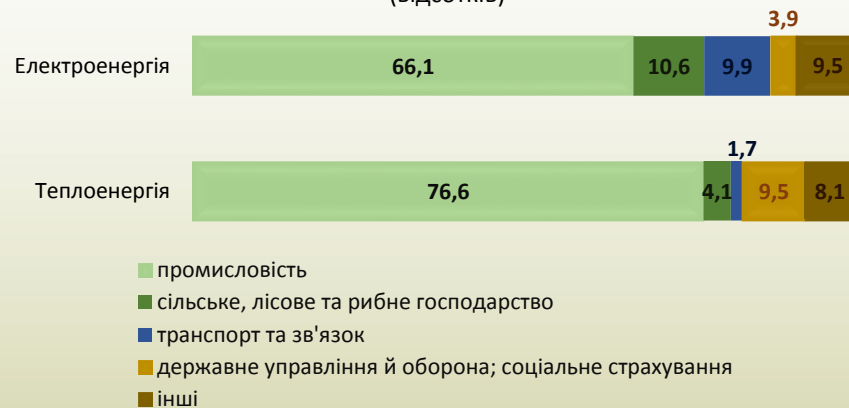 (відсотків)
3,9
Електроенергія 66,1 10,6 9,9 9,5
1,7
Теплоенергія 76,6 4,1 9,5 8,1
промисловість
сільське, лісове та рибне господарство
транспорт та зв'язок
державне управління й оборона; соціальне страхування
інші